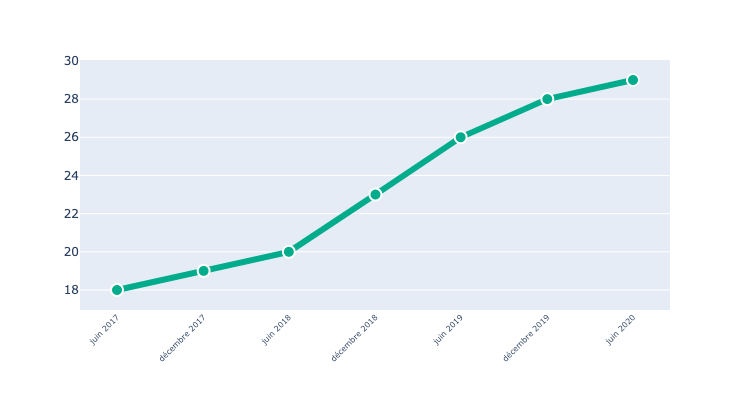 30
28
26
24
22
20
18
juin 2017
décembre 2017
juin 2018
décembre 2018
juin 2019
décembre 2019
juin 2020